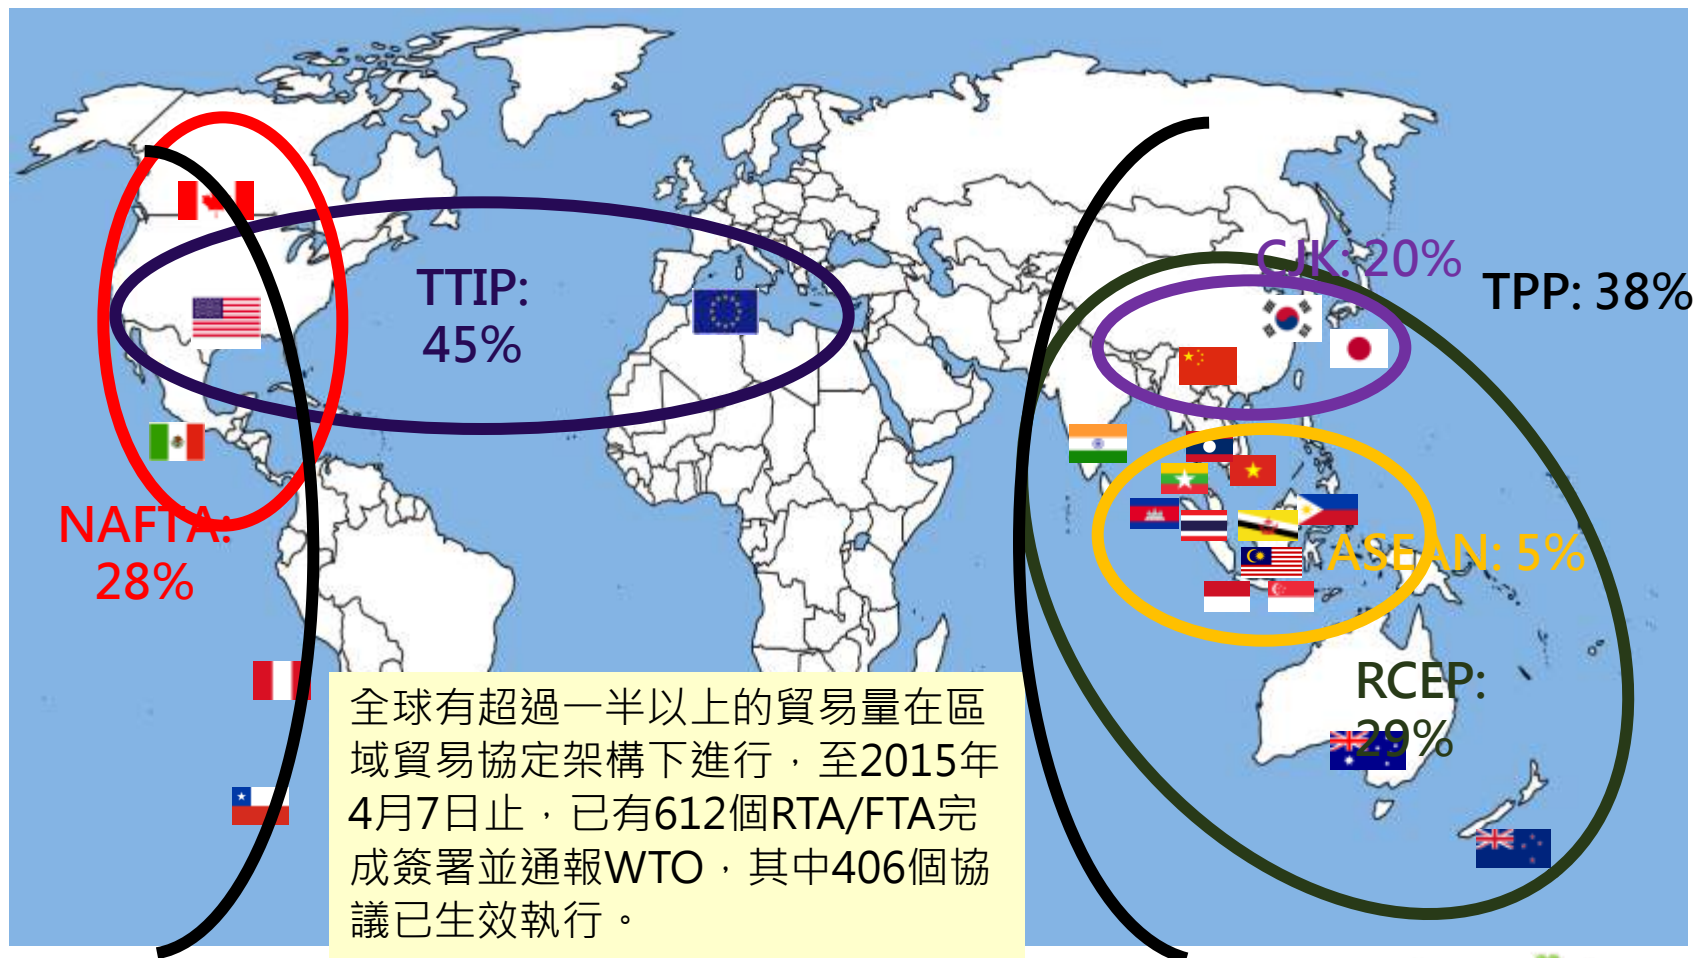 CJK: 20%
TTIP:
45%
TPP: 38%
NAFTA:
28%
ASEAN: 5%
RCEP:
29%
全球有超過一半以上的貿易量在區
域貿易協定架構下進行，至2015年
4月7日止，已有612個RTA/FTA完
成簽署並通報WTO，其中406個協
議已生效執行。